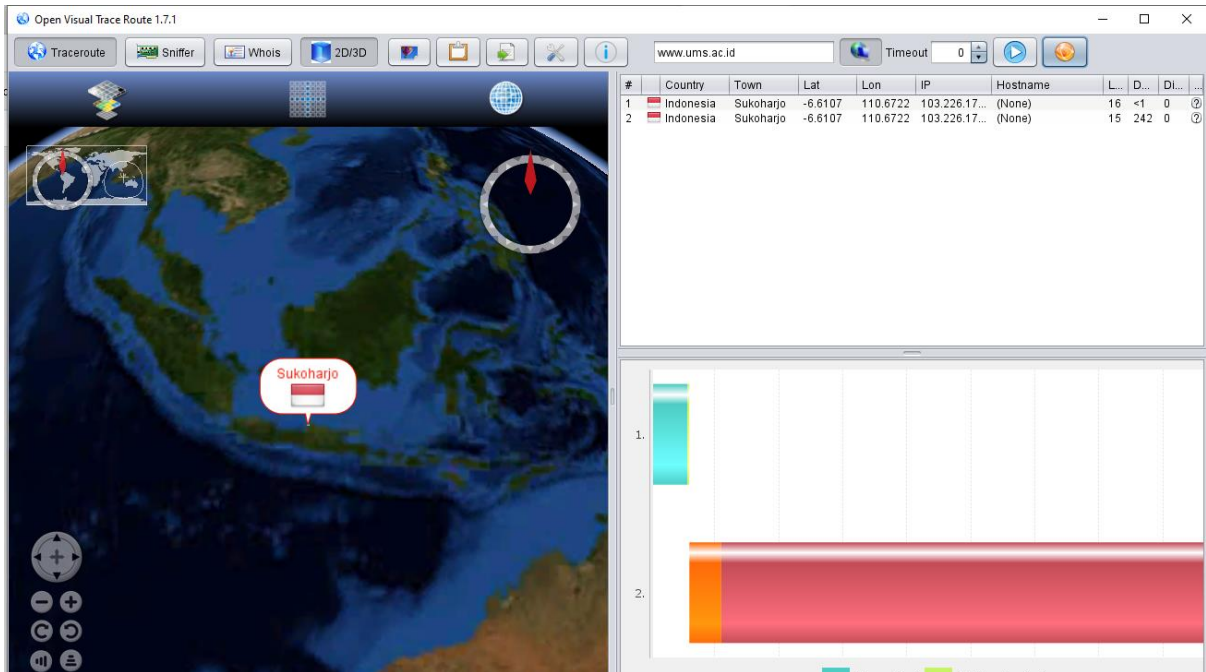 Open Visual Trace Route 1.7.1
Traceroute Sniffer Whois 2D/3D www.ums.ac.id Timeout 0
# Country Town Lat Lon IP Hostname L... D... Di... ...
1 Indonesia Sukoharjo -6.6107 110.6722 103.226.17... (None) 16 <1 0
2 Indonesia Sukoharjo -6.6107 110.6722 103.226.17... (None) 15 242 0
Sukoharjo
1.
2.